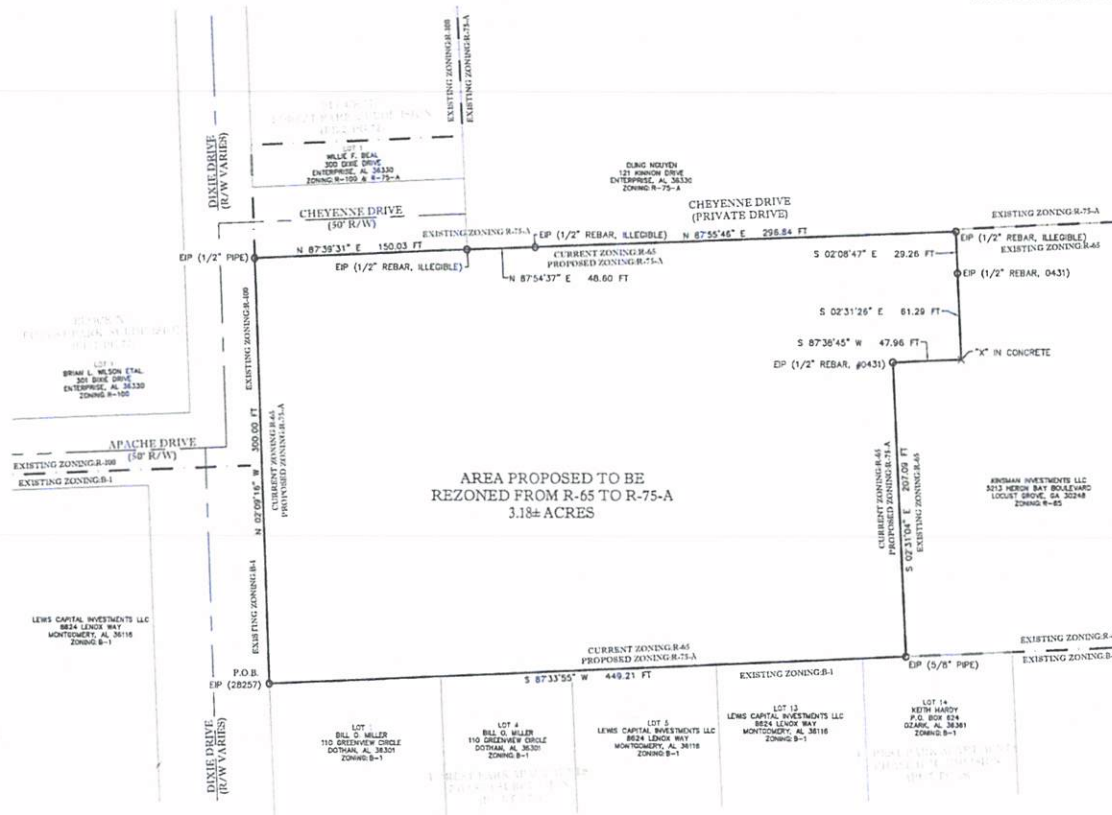 EXISTING ZONING:R-100
EXISTING ZONING:R-75-A
DIXIE DRIVE
(R/W VARIES)
LOT 1
WILLIE F. BEAL
300 DIXIE DRIVE
ENTERPRISE, AL 36330
ZONING:R-100 & R-75-A
DUNG NGUYEN
121 KINNON DRIVE
ENTERPRISE, AL 36330
ZONING:R-75-A
CHEYENNE DRIVE
(50' R/W)
CHEYENNE DRIVE
(PRIVATE DRIVE)
EXISTING ZONING:R-75-A
EXISTING ZONING:R-65
EXISTING ZONING R-75-A
N 87°39'31" E 150.03 FT
EIP (1/2" REBAR, ILLEGIBLE)
N 87°55'46" E 296.84 FT
EIP (1/2" REBAR, ILLEGIBLE)
EIP (1/2" PIPE)
EIP (1/2" REBAR, ILLEGIBLE)
CURRENT ZONING:R-65
PROPOSED ZONING:R-75-A
N 87°54'37" E 48.60 FT
S 02°08'47" E 29.26 FT
EIP (1/2" REBAR, 0431)
S 02°31'26" E 61.29 FT
S 87°36'45" W 47.96 FT
"X" IN CONCRETE
EIP (1/2" REBAR, #0431)
EXISTING ZONING:R-100
LOT 1
BRIAN L. WILSON ETAL
301 DIXIE DRIVE
ENTERPRISE, AL 36330
ZONING:R-100
APACHE DRIVE
(50' R/W)
EXISTING ZONING:R-100
EXISTING ZONING:B-1
N 02°09'16" W 300.00 FT
CURRENT ZONING:R-65
PROPOSED ZONING:R-75-A
AREA PROPOSED TO BE
REZONED FROM R-65 TO R-75-A
3.18± ACRES
CURRENT ZONING:R-65
PROPOSED ZONING:R-75-A
S 02°31'04" E 207.09 FT
EXISTING ZONING:R-65
KINSMAN INVESTMENTS LLC
3213 HERON BAY BOULEVARD
LOCUST GROVE, GA 30248
ZONING:R-65
EXISTING ZONING:B-1
LEWIS CAPITAL INVESTMENTS LLC
8824 LENOX WAY
MONTGOMERY, AL 36116
ZONING:B-1
P.O.B.
EIP (28257)
CURRENT ZONING:R-65
PROPOSED ZONING:R-75-A
S 87°33'55" W 449.21 FT
EXISTING ZONING:B-1
EIP (5/8" PIPE)
EXISTING ZONING:R-
EXISTING ZONING:B-
DIXIE DRIVE
(R/W VARIES)
LOT
BILL O. MILLER
110 GREENVIEW CIRCLE
DOTHAN, AL 36301
ZONING:B-1
LOT 4
BILL O. MILLER
110 GREENVIEW CIRCLE
DOTHAN, AL 36301
ZONING:B-1
LOT 5
LEWIS CAPITAL INVESTMENTS LLC
8824 LENOX WAY
MONTGOMERY, AL 36116
ZONING:B-1
LOT 13
LEWIS CAPITAL INVESTMENTS LLC
8824 LENOX WAY
MONTGOMERY, AL 36116
ZONING:B-1
LOT 14
KEITH HARDY
P.O. BOX 824
OZARK, AL 36361
ZONING:B-1